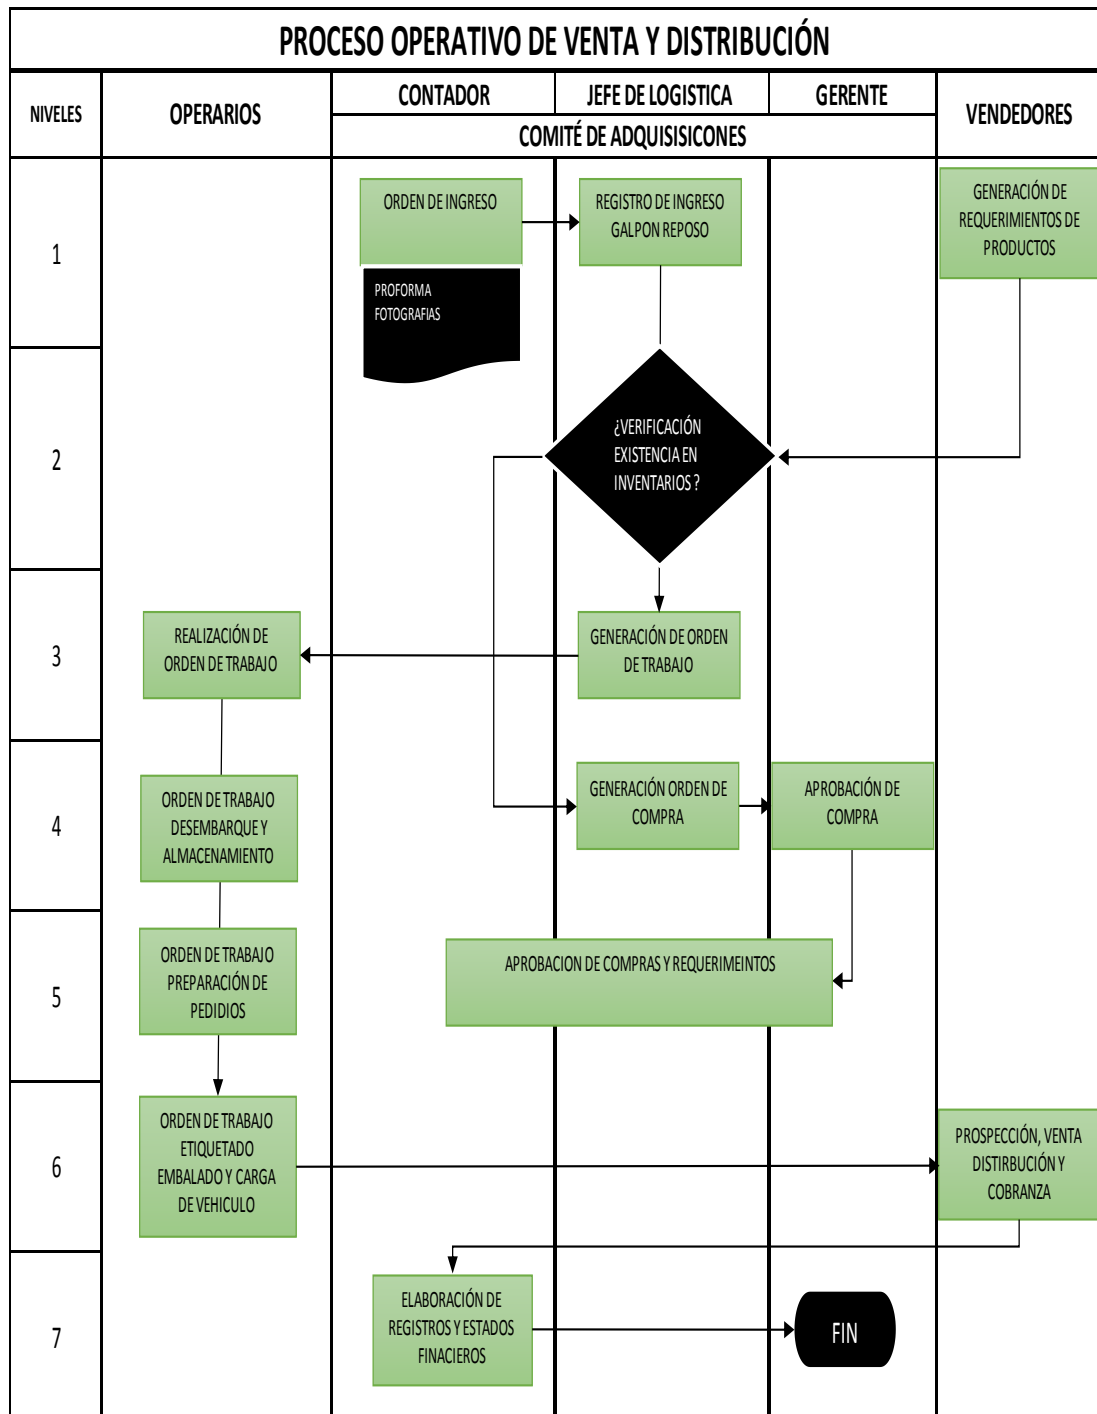 PROCESO OPERATIVO DE VENTA Y DISTRIBUCIÓN
NIVELES
OPERARIOS
CONTADOR
JEFE DE LOGISTICA
GERENTE
VENDEDORES
COMITÉ DE ADQUISISICONES
1
ORDEN DE INGRESO
REGISTRO DE INGRESO
GALPON REPOSO
GENERACIÓN DE
REQUERIMIENTOS DE
PRODUCTOS
PROFORMA
FOTOGRAFIAS
2
¿VERIFICACIÓN
EXISTENCIA EN
INVENTARIOS ?
3
REALIZACIÓN DE
ORDEN DE TRABAJO
GENERACIÓN DE ORDEN
DE TRABAJO
4
ORDEN DE TRABAJO
DESEMBARQUE Y
ALMACENAMIENTO
GENERACIÓN ORDEN DE
COMPRA
APROBACIÓN DE
COMPRA
5
ORDEN DE TRABAJO
PREPARACIÓN DE
PEDIDIOS
APROBACION DE COMPRAS Y REQUERIMEINTOS
6
ORDEN DE TRABAJO
ETIQUETADO
EMBALADO Y CARGA
DE VEHICULO
PROSPECCIÓN, VENTA
DISTIRBUCIÓN Y
COBRANZA
7
ELABORACIÓN DE
REGISTROS Y ESTADOS
FINACIEROS
FIN